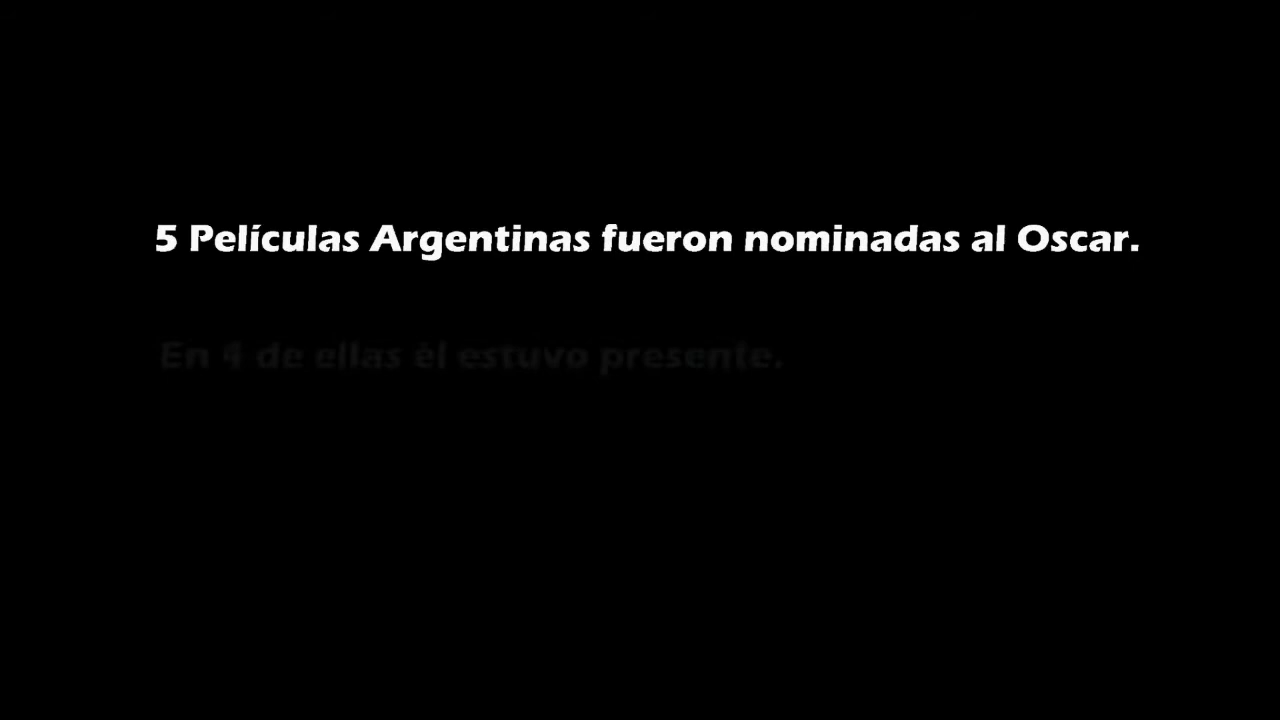 5 Películas Argentinas fueron nominadas al Oscar.
En 4 de ellas èl estuvo presente.